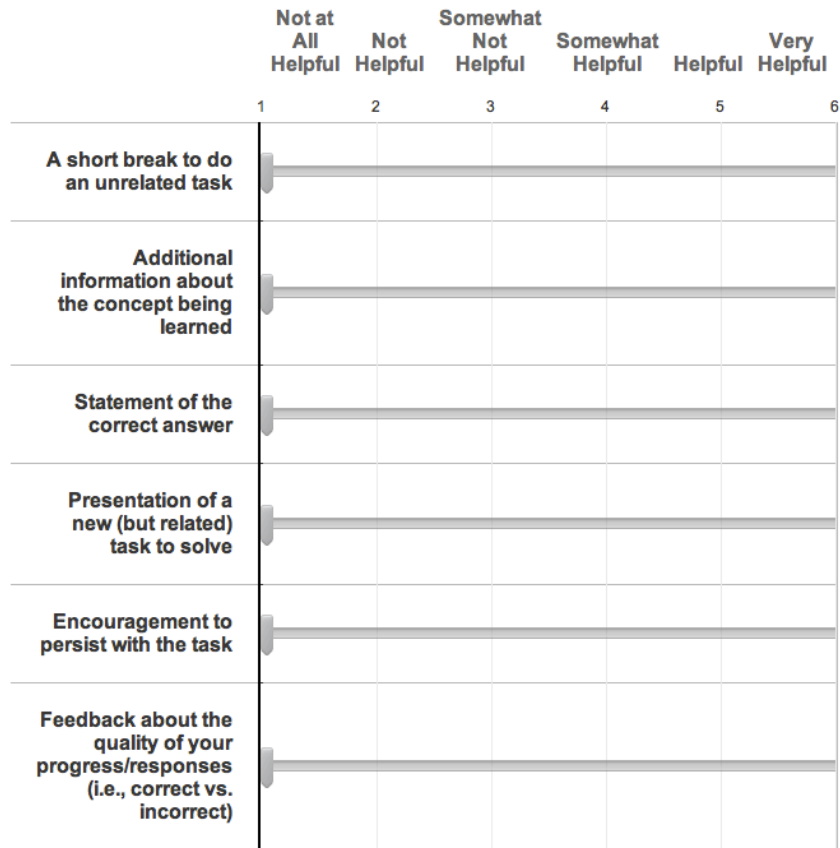 Not at
All
Helpful
Not
Helpful
Somewhat
Not
Helpful
Somewhat
Helpful
Helpful
Very
Helpful
1 2 3 4 5 6
A short break to do
an unrelated task
Additional
information about
the concept being
learned
Statement of the
correct answer
Presentation of a
new (but related)
task to solve
Encouragement to
persist with the task
Feedback about the
quality of your
progress/responses
(i.e., correct vs.
incorrect)